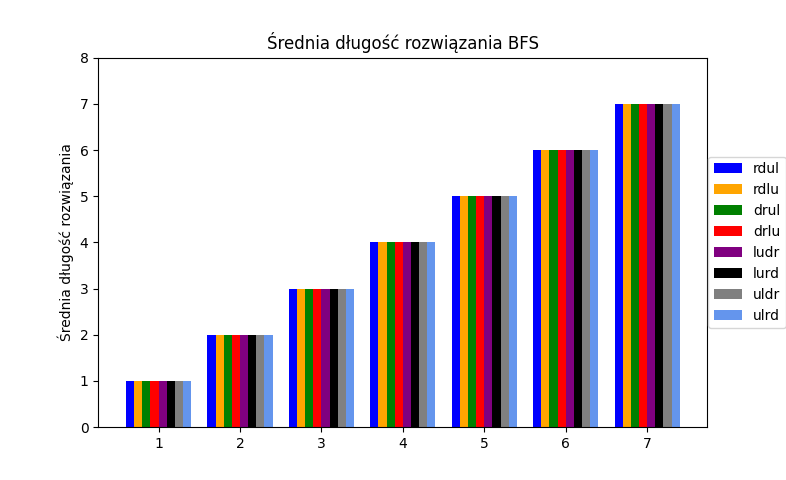 Średnia długość rozwiązania BFS
Średnia długość rozwiązania
8
7
6
5
4
3
2
1
0
1 2 3 4 5 6 7
rdul
rdlu
drul
drlu
ludr
lurd
uldr
ulrd